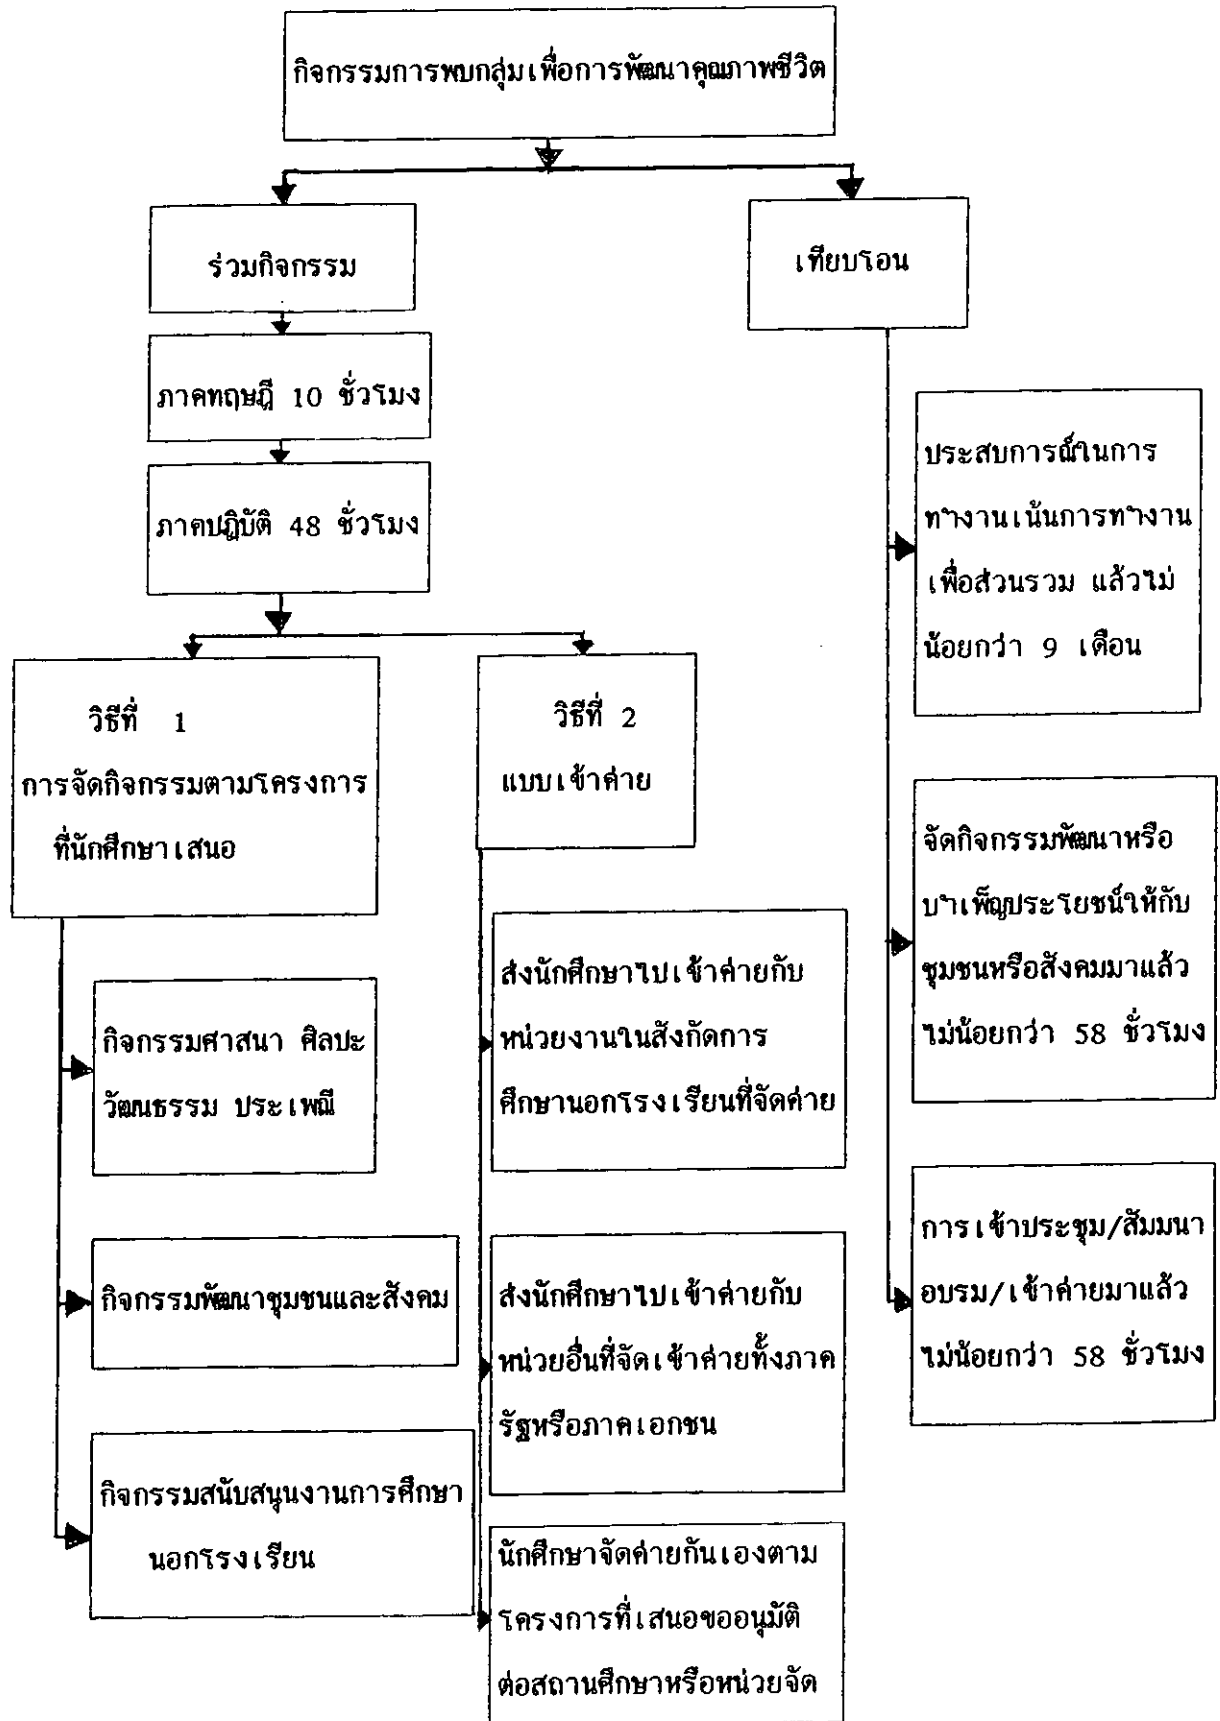 กิจกรรมการพบกลุ่มเพื่อการพัฒนาคุณภาพชีวิต
ร่วมกิจกรรม
เทียบโอน
ภาคทฤษฎี 10 ชั่วโมง
ภาคปฏิบัติ 48 ชั่วโมง
วิธีที่ 1
การจัดกิจกรรมตามโครงการ
ที่นักศึกษาเสนอ
กิจกรรมศาสนา ศิลปะ
วัฒนธรรม ประเพณี
กิจกรรมพัฒนาชุมชนและสังคม
กิจกรรมสนับสนุนงานการศึกษา
นอกโรงเรียน
วิธีที่ 2
แบบเข้าค่าย
ส่งนักศึกษาไปเข้าค่ายกับ
หน่วยงานในสังกัดการ
ศึกษานอกโรงเรียนที่จัดค่าย
ส่งนักศึกษาไปเข้าค่ายกับ
หน่วยอื่นที่จัดเข้าค่ายทั้งภาค
รัฐหรือภาคเอกชน
นักศึกษาจัดค่ายกันเองตาม
โครงการที่เสนอขออนุมัติ
ต่อสถานศึกษาหรือหน่วยจัด
ประสบการณ์ในการ
ทำงานเน้นการทำงาน
เพื่อส่วนรวม แล้วไม่
น้อยกว่า 9 เดือน
จัดกิจกรรมพัฒนาหรือ
บำเพ็ญประโยชน์ให้กับ
ชุมชนหรือสังคมมาแล้ว
ไม่น้อยกว่า 58 ชั่วโมง
การเข้าประชุม/สัมมนา
อบรม/เข้าค่ายมาแล้ว
ไม่น้อยกว่า 58 ชั่วโมง